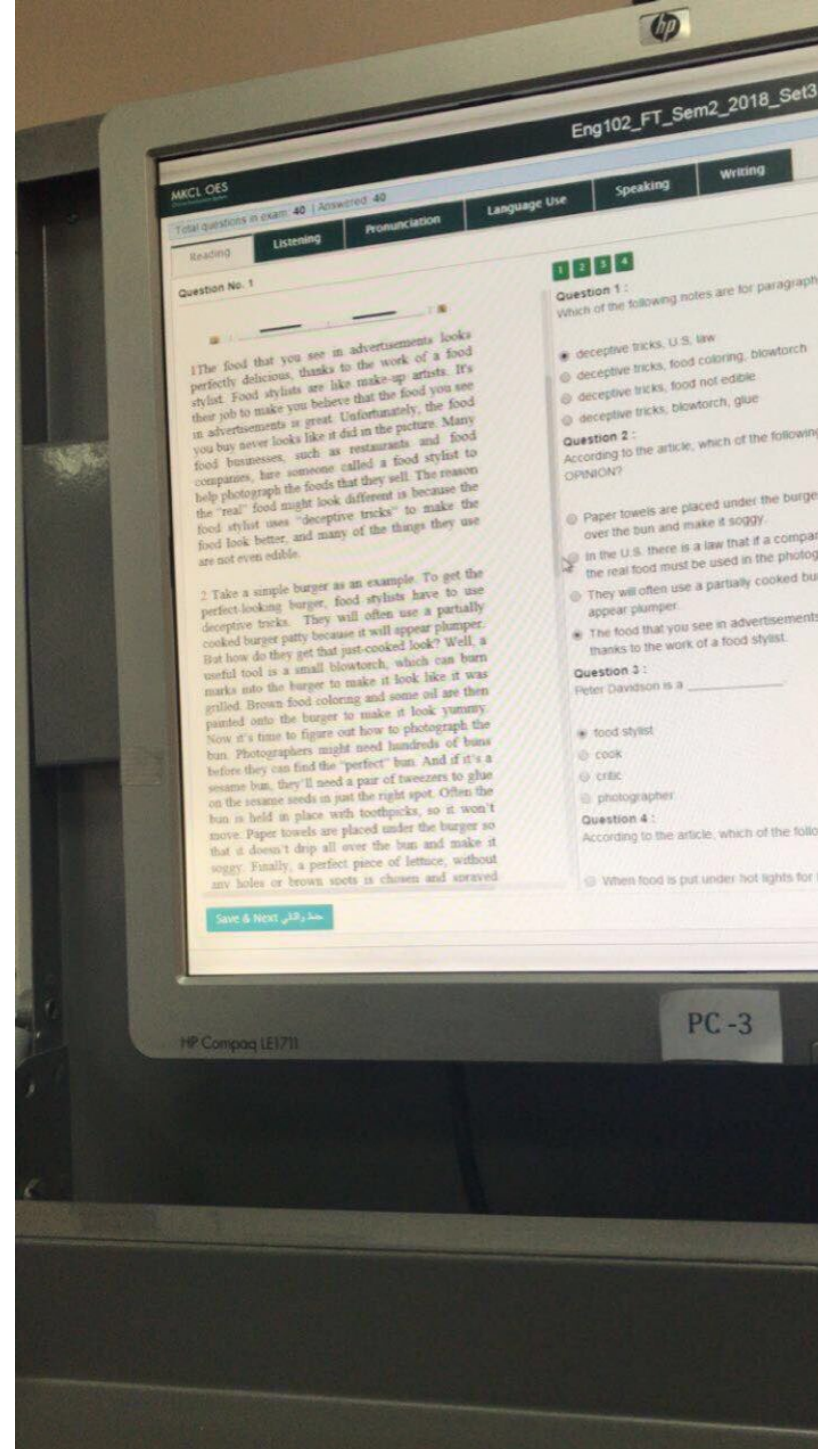 hp
Eng102_FT_Sem2_2018_Set3
MKCL OES
Total questions in exam 40 | Answered 40
Reading
Listening
Pronunciation
Language Use
Speaking
Writing
Question No. 1
1The food that you see in advertisements looks
perfectly delicious, thanks to the work of a food
stylist. Food stylists are like make-up artists. It's
their job to make you believe that the food you see
in advertisements is great. Unfortunately, the food
you buy never looks like it did in the picture. Many
food businesses, such as restaurants and food
companies, hire someone called a food stylist to
help photograph the foods that they sell. The reason
the "real" food might look different is because the
food stylist uses "deceptive tricks" to make the
food look better, and many of the things they use
are not even edible.
2 Take a simple burger as an example. To get the
perfect-looking burger, food stylists have to use
deceptive tricks. They will often use a partially
cooked burger patty because it will appear plumper.
But how do they get that just-cooked look? Well, a
useful tool is a small blowtorch, which can burn
marks into the burger to make it look like it was
grilled. Brown food coloring and some oil are then
painted onto the burger to make it look yummy.
Now it's time to figure out how to photograph the
bun. Photographers might need hundreds of buns
before they can find the "perfect" bun. And if it's a
sesame bun, they'll need a pair of tweezers to glue
on the sesame seeds in just the right spot. Often the
bun is held in place with toothpicks, so it won't
move. Paper towels are placed under the burger so
that it doesn't drip all over the bun and make it
soggy. Finally, a perfect piece of lettuce, without
any holes or brown spots is chosen and sprayed
Save & Next
1 2 3 4
Question 1 :
Which of the following notes are for paragraph
deceptive tricks, U.S. law
deceptive tricks, food coloring, blowtorch
deceptive tricks, food not edible
deceptive tricks, blowtorch, glue
Question 2 :
According to the article, which of the following
OPINION?
Paper towels are placed under the burge
over the bun and make it soggy.
In the U.S. there is a law that if a compan
the real food must be used in the photog
They will often use a partially cooked bu
appear plumper.
The food that you see in advertisements
thanks to the work of a food stylist.
Question 3 :
Peter Davidson is a
food stylist
cook
critic
photographer
Question 4 :
According to the article, which of the follo
When food is put under hot lights for
HP Compaq LE1711
PC -3